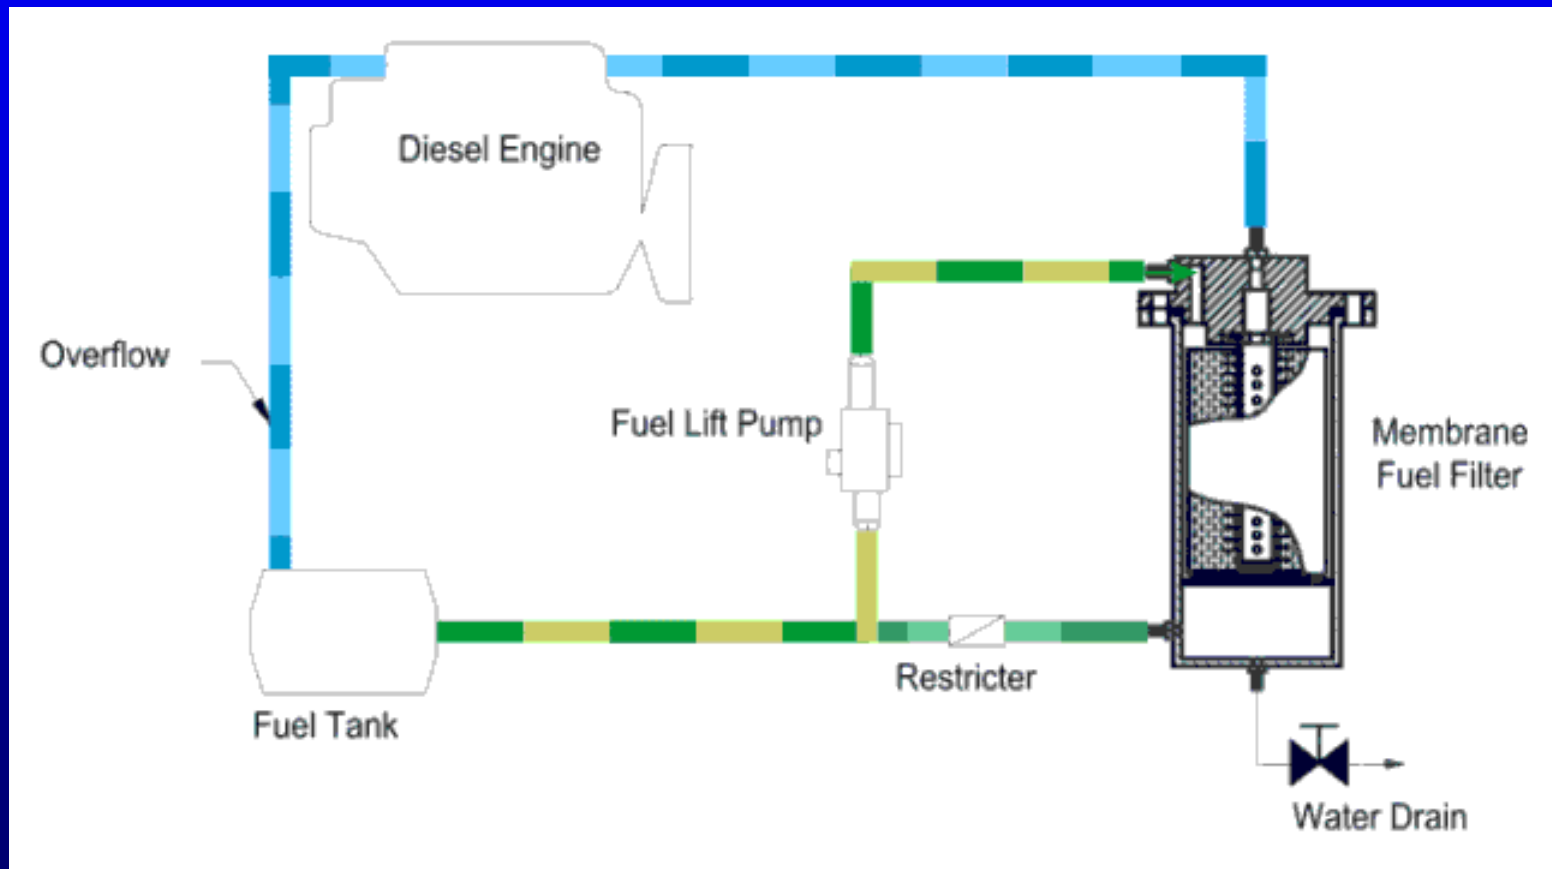 Diesel Engine
Overflow
Fuel Lift Pump
Membrane
Fuel Filter
Restricter
Fuel Tank
Water Drain